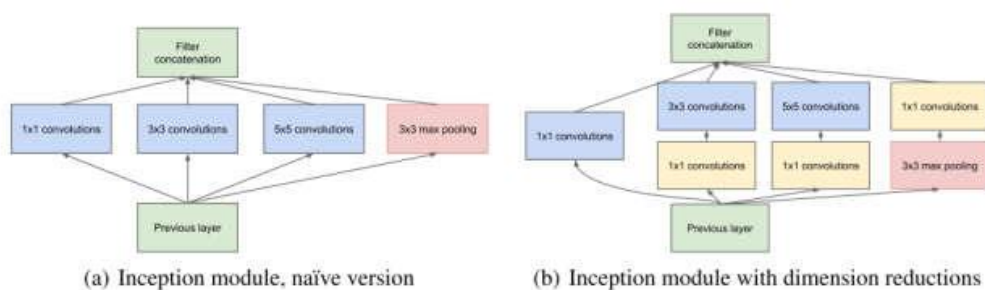 Filter
concatenation
1x1 convolutions
3x3 convolutions
5x5 convolutions
3x3 max pooling
Previous layer
(a) Inception module, naïve version
Filter
concatenation
3x3 convolutions
5x5 convolutions
1x1 convolutions
1x1 convolutions
1x1 convolutions
1x1 convolutions
3x3 max pooling
Previous layer
(b) Inception module with dimension reductions